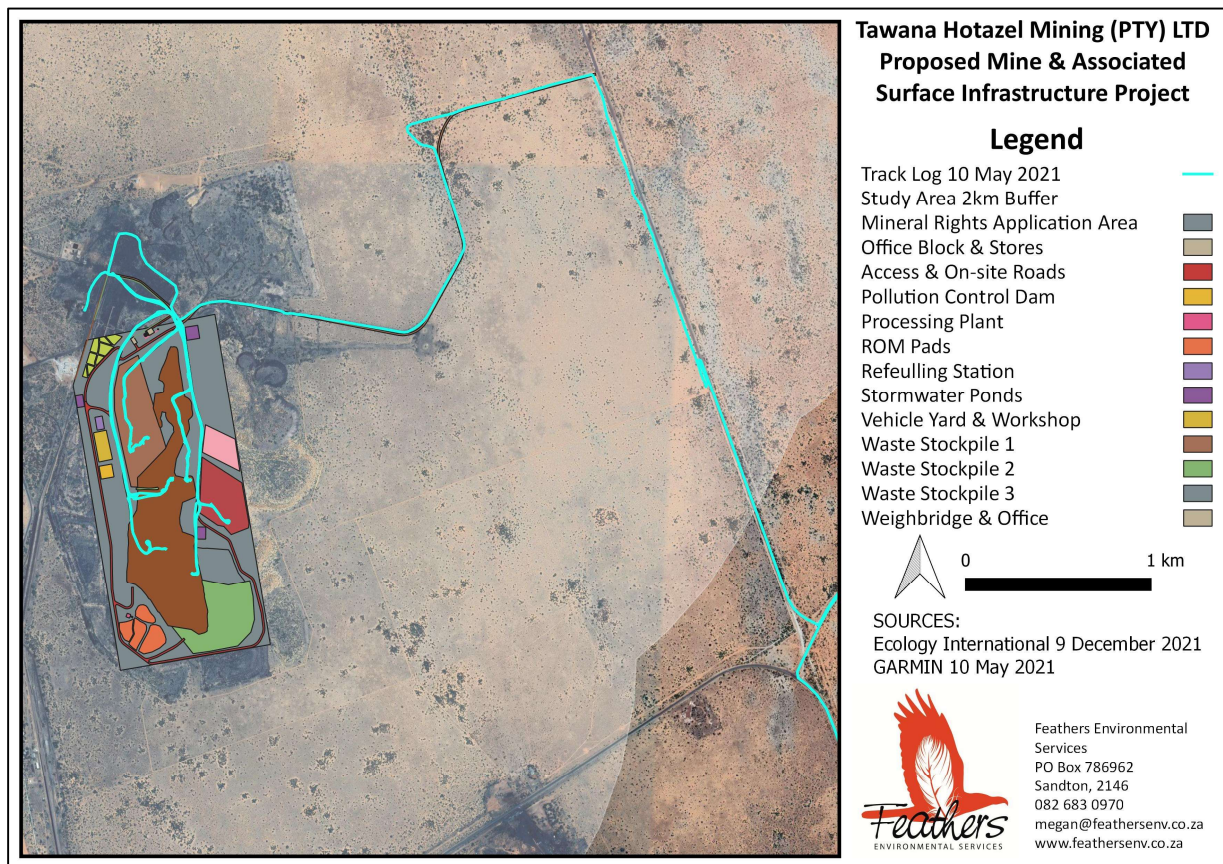 Tawana Hotazel Mining (PTY) LTD
Proposed Mine & Associated
Surface Infrastructure Project
Legend
Track Log 10 May 2021
Study Area 2km Buffer
Mineral Rights Application Area
Office Block & Stores
Access & On-site Roads
Pollution Control Dam
Processing Plant
ROM Pads
Refeulling Station
Stormwater Ponds
Vehicle Yard & Workshop
Waste Stockpile 1
Waste Stockpile 2
Waste Stockpile 3
Weighbridge & Office
0 1 km
SOURCES:
Ecology International 9 December 2021
GARMIN 10 May 2021
Feathers
ENVIRONMENTAL SERVICES
Feathers Environmental
Services
PO Box 786962
Sandton, 2146
082 683 0970
megan@feathersenv.co.za
www.feathersenv.co.za